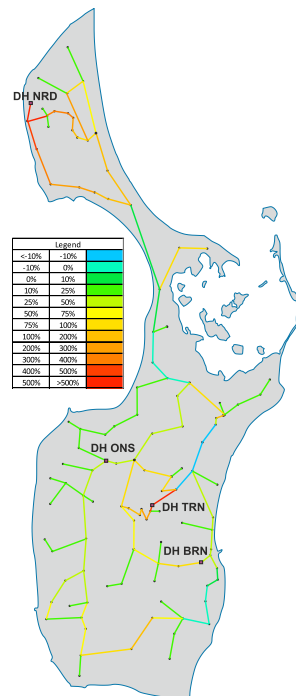 DH NRD
Legend
<-10% -10%
-10% 0%
0% 10%
10% 25%
25% 50%
50% 75%
75% 100%
100% 200%
200% 300%
300% 400%
400% 500%
500% >500%
DH ONS
DH TRN
DH BRN